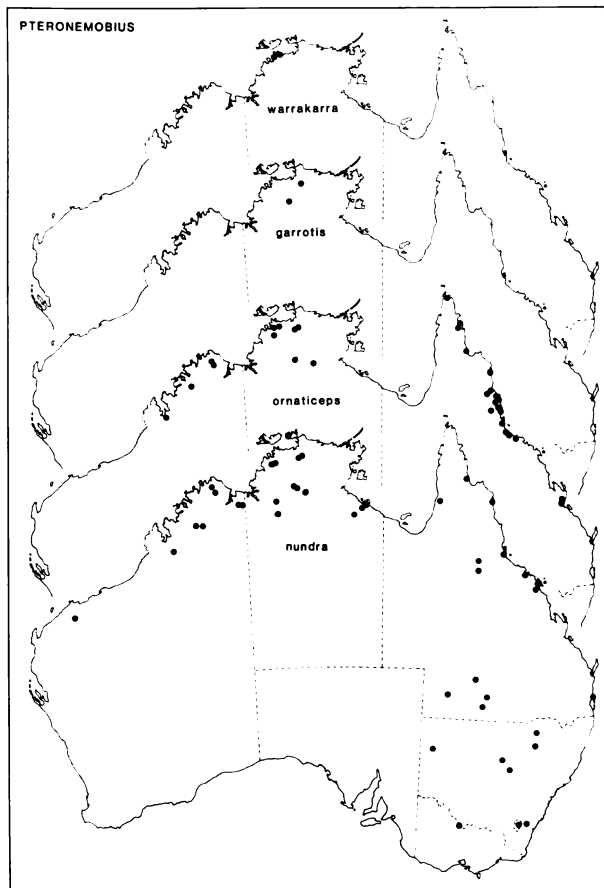 PTERONEMOBIUS
warrakarra
garrotis
ornaticeps
nundra